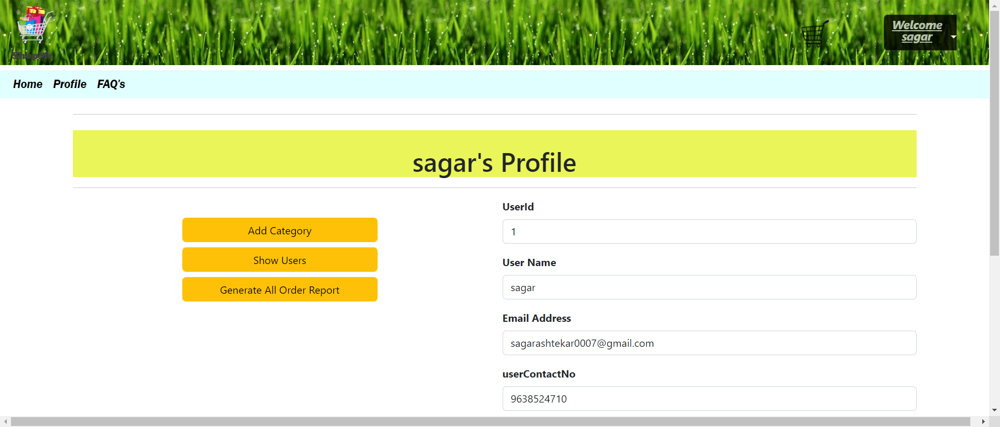 ShopMe
Welcome
sagar
Home Profile FAQ's
sagar's Profile
Add Category
Show Users
Generate All Order Report
UserId
1
User Name
sagar
Email Address
sagarashtekar0007@gmail.com
userContactNo
9638524710